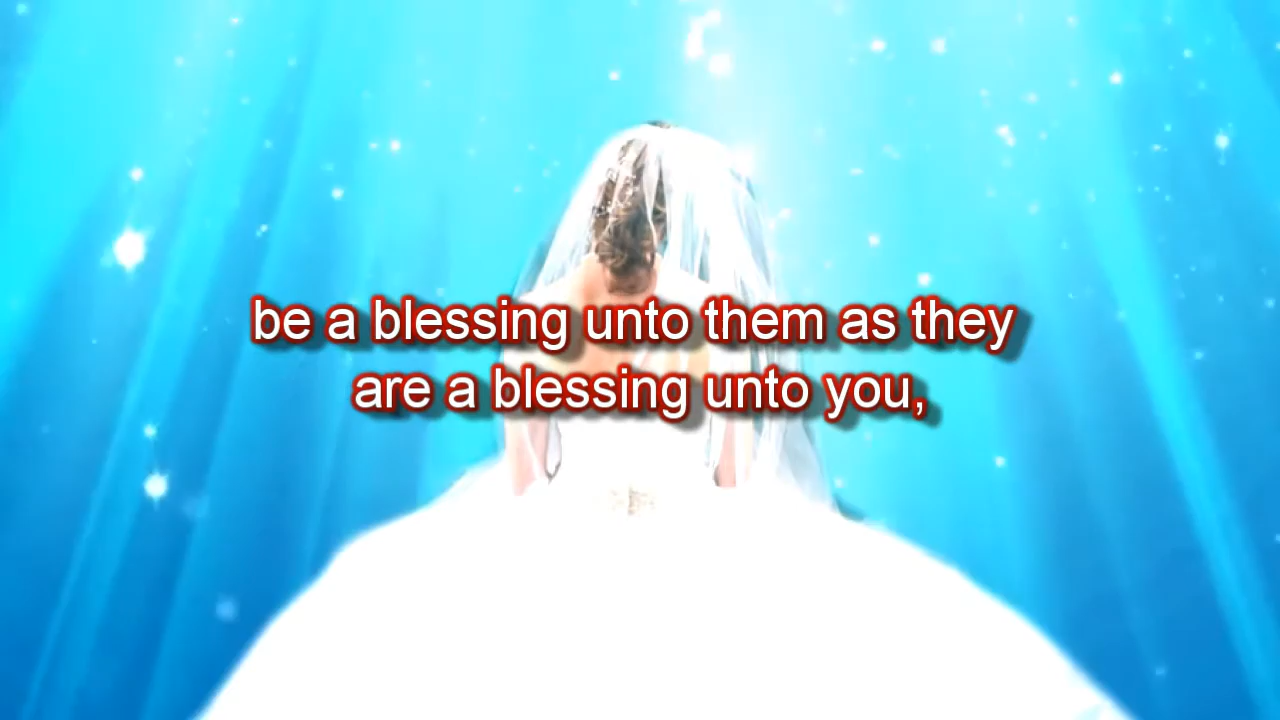 be a blessing unto them as they
are a blessing unto you,